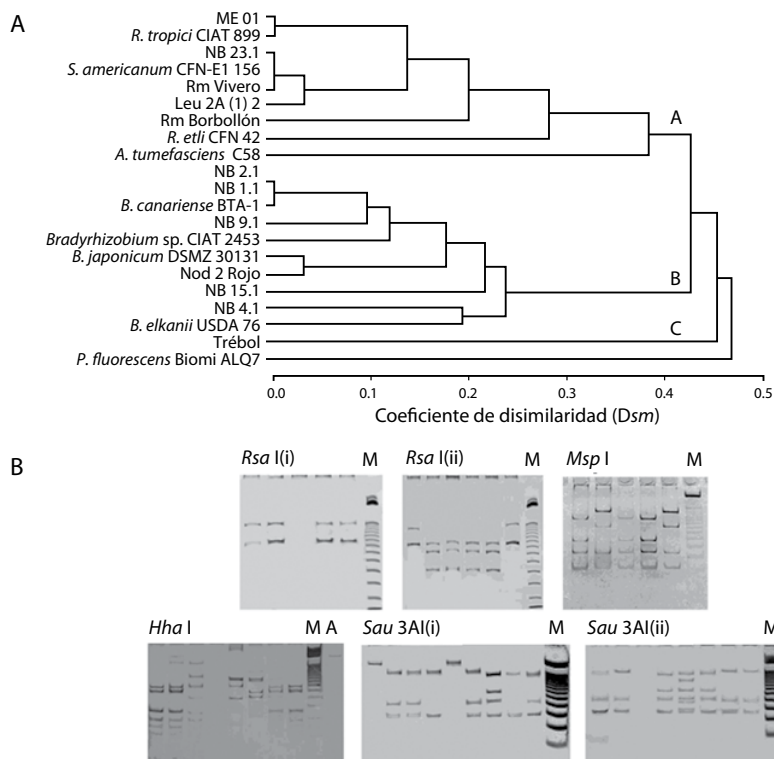 A
ME 01
R. tropici CIAT 899
NB 23.1
S. americanum CFN-E1 156
Rm Vivero
Leu 2A (1) 2
Rm Borbollón
A
R. etli CFN 42
A. tumefasciens C58
NB 2.1
NB 1.1
B. canariense BTA-1
NB 9.1
Bradyrhizobium sp. CIAT 2453
B. japonicum DSMZ 30131
Nod 2 Rojo
B
NB 15.1
NB 4.1
B. elkanii USDA 76
C
Trébol
P. fluorescens Biomi ALQ7
0.0 0.1 0.2 0.3 0.4 0.5
Coeficiente de disimilaridad (Dsm)
B
Rsa I(i) M Rsa I(ii) M Msp I M
Hha I M A Sau 3AI(i) M Sau 3AI(ii) M